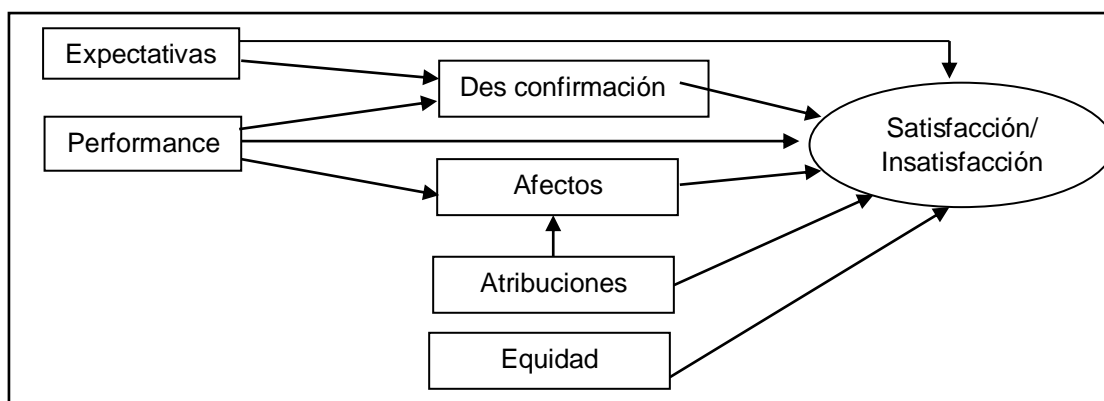 Expectativas
Des confirmación
Performance
Satisfacción/
Insatisfacción
Afectos
Atribuciones
Equidad